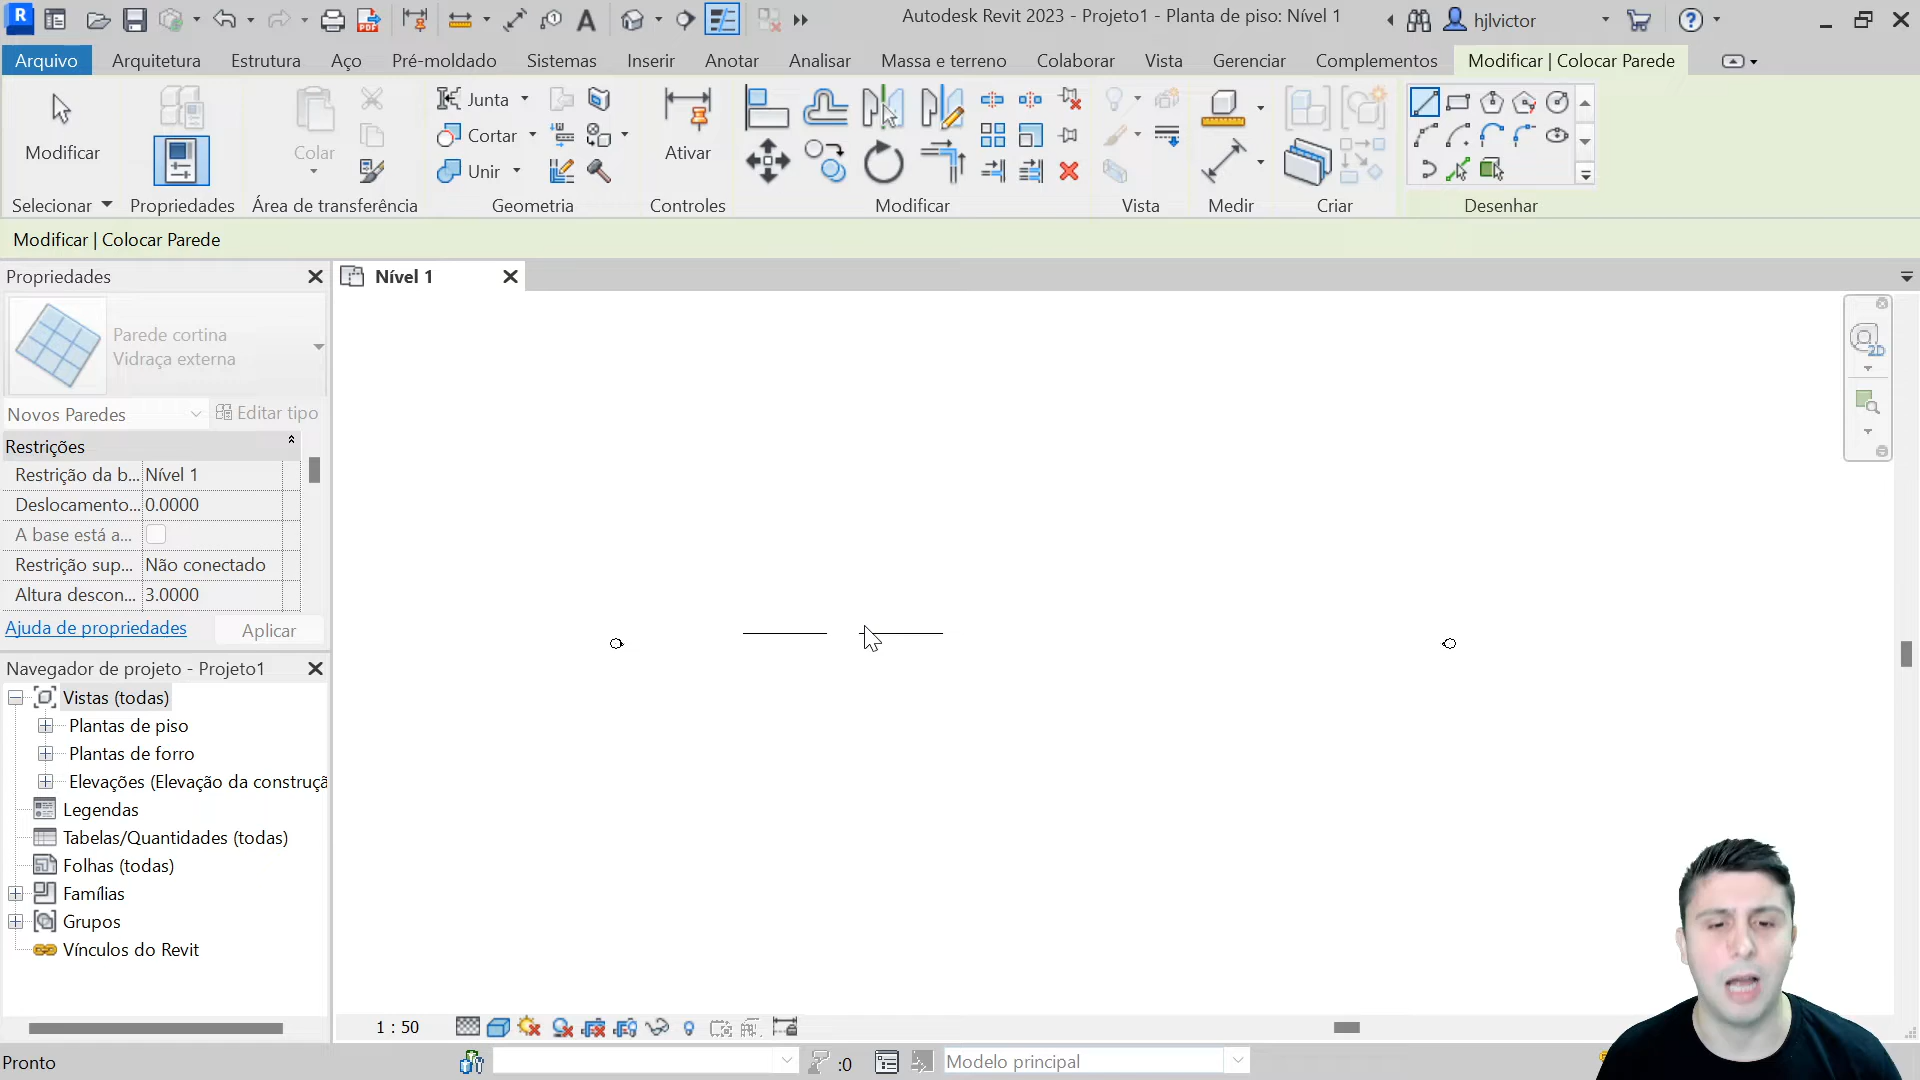 Autodesk Revit 2023 - Projeto1 - Planta de piso: Nível 1
hjlvictor
Arquivo
Arquitetura
Estrutura
Aço
Pré-moldado
Sistemas
Inserir
Anotar
Analisar
Massa e terreno
Colaborar
Vista
Gerenciar
Complementos
Modificar | Colocar Parede
Modificar
Colar
Junta
Cortar
Unir
Ativar
Selecionar
Propriedades
Área de transferência
Geometria
Controles
Modificar
Vista
Medir
Criar
Desenhar
Modificar | Colocar Parede
Propriedades
Nível 1
Parede cortina
Vidraça externa
2D
Novos Paredes
Editar tipo
Restrições
Restrição da b... Nível 1
Deslocamento... 0.0000
A base está a...
Restrição sup... Não conectado
Altura descon... 3.0000
Ajuda de propriedades
Aplicar
Navegador de projeto - Projeto1
Vistas (todas)
Plantas de piso
Plantas de forro
Elevações (Elevação da construçã
Legendas
Tabelas/Quantidades (todas)
Folhas (todas)
Famílias
Grupos
Vínculos do Revit
1 : 50
Pronto
:0
Modelo principal